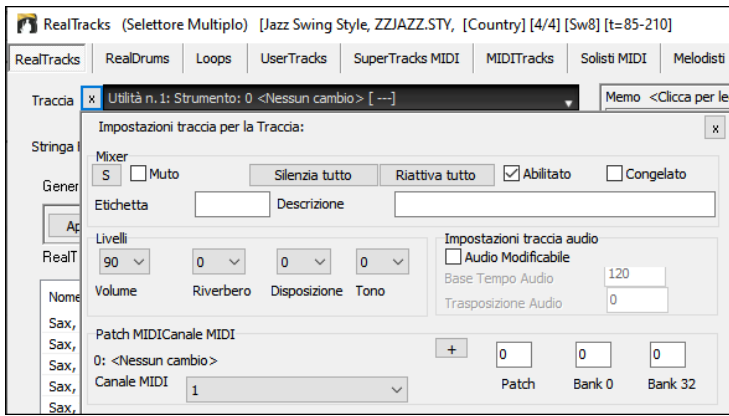 RealTracks (Selettore Multiplo) [Jazz Swing Style, ZZJAZZ.STY, [Country] [4/4] [Sw8] [t=85-210]
RealTracks RealDrums Loops UserTracks SuperTracks MIDI MIDITracks Solisti MIDI Melodisti
Traccia x Utilità n.1: Strumento: 0 <Nessun cambio> [ ---] Memo <Clicca per le
Impostazioni traccia per la Traccia: x
Stringa
Mixer
S Muto Silenzia tutto Riattiva tutto Abilitato Congelato
Gener
Etichetta Descrizione
Ap
Livelli Impostazioni traccia audio
RealT
90 0 0 0 Audio Modificabile
Base Tempo Audio 120
Volume Riverbero Disposizione Tono Trasposizione Audio 0
Nome
Sax,
Patch MIDICanale MIDI
Sax,
0: <Nessun cambio> + 0 0 0
Sax,
Canale MIDI 1 Patch Bank 0 Bank 32
Sax,
Sax,